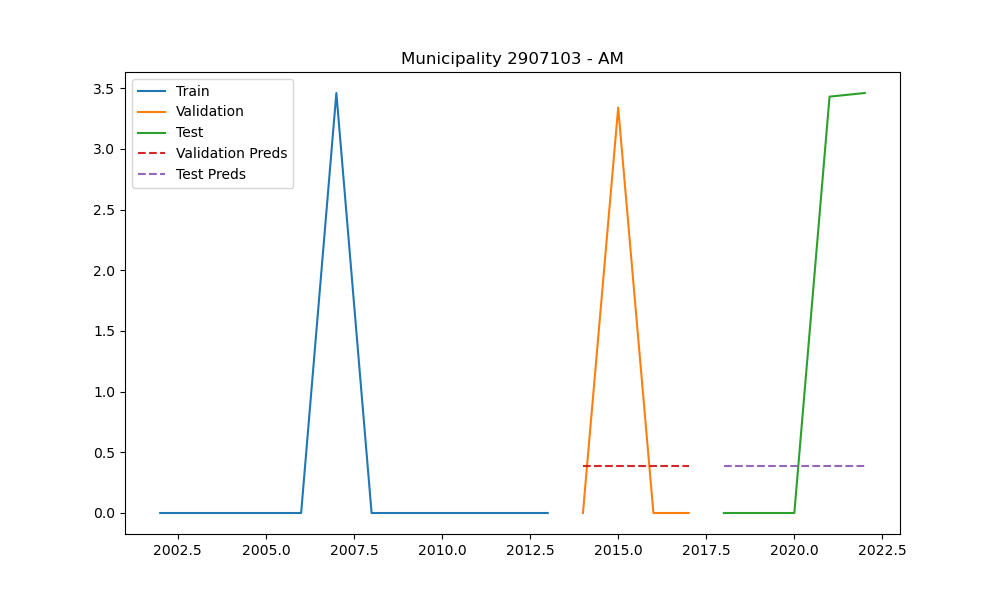 Municipality 2907103 - AM
Train
Validation
Test
Validation Preds
Test Preds
3.5
3.0
2.5
2.0
1.5
1.0
0.5
0.0
2002.5 2005.0 2007.5 2010.0 2012.5 2015.0 2017.5 2020.0 2022.5